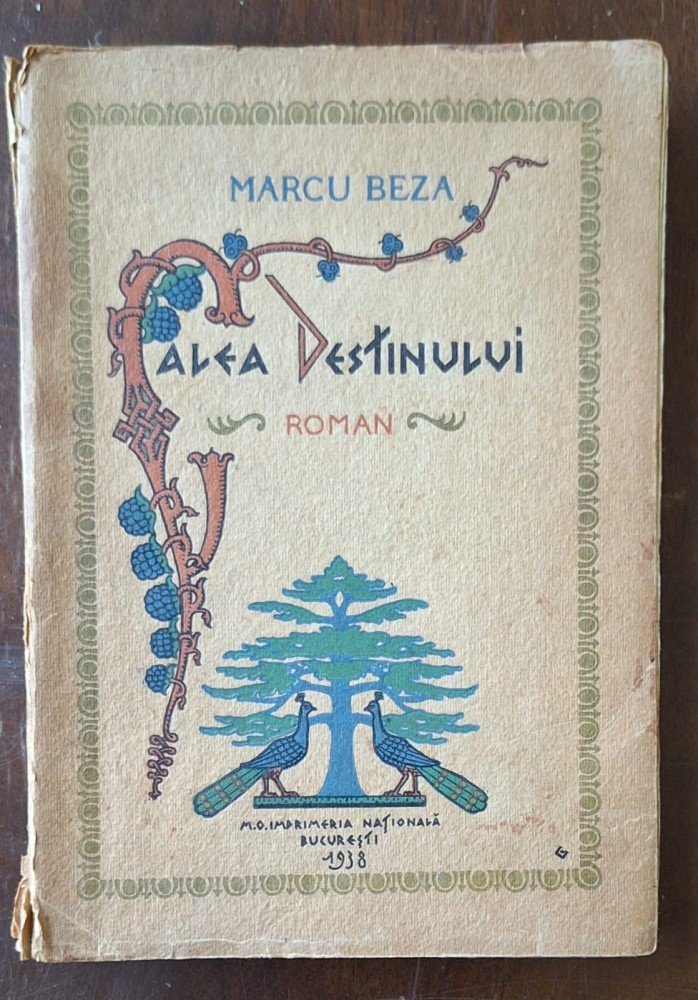 MARCU BEZA
CALEA DESTINULUI
ROMAN
M.O. IMPRIMERIA NAȚIONALĂ
BUCUREȘTI
1938
G